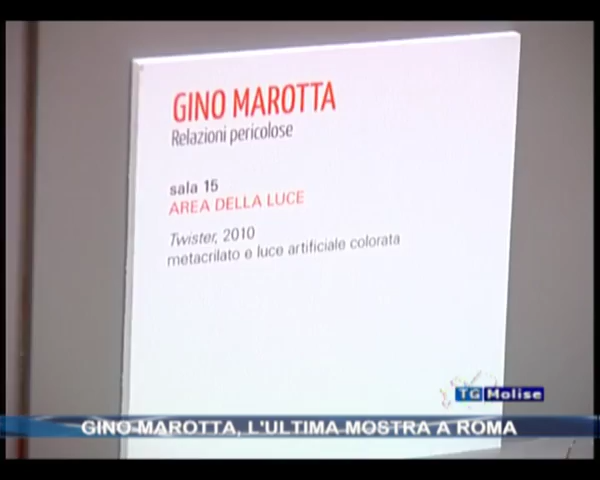 GINO MAROTTA
Relazioni pericolose
sala 15
AREA DELLA LUCE
Twister, 2010
metacrilato e luce artificiale colorata
TG Molise
GINO MAROTTA, L'ULTIMA MOSTRA A ROMA